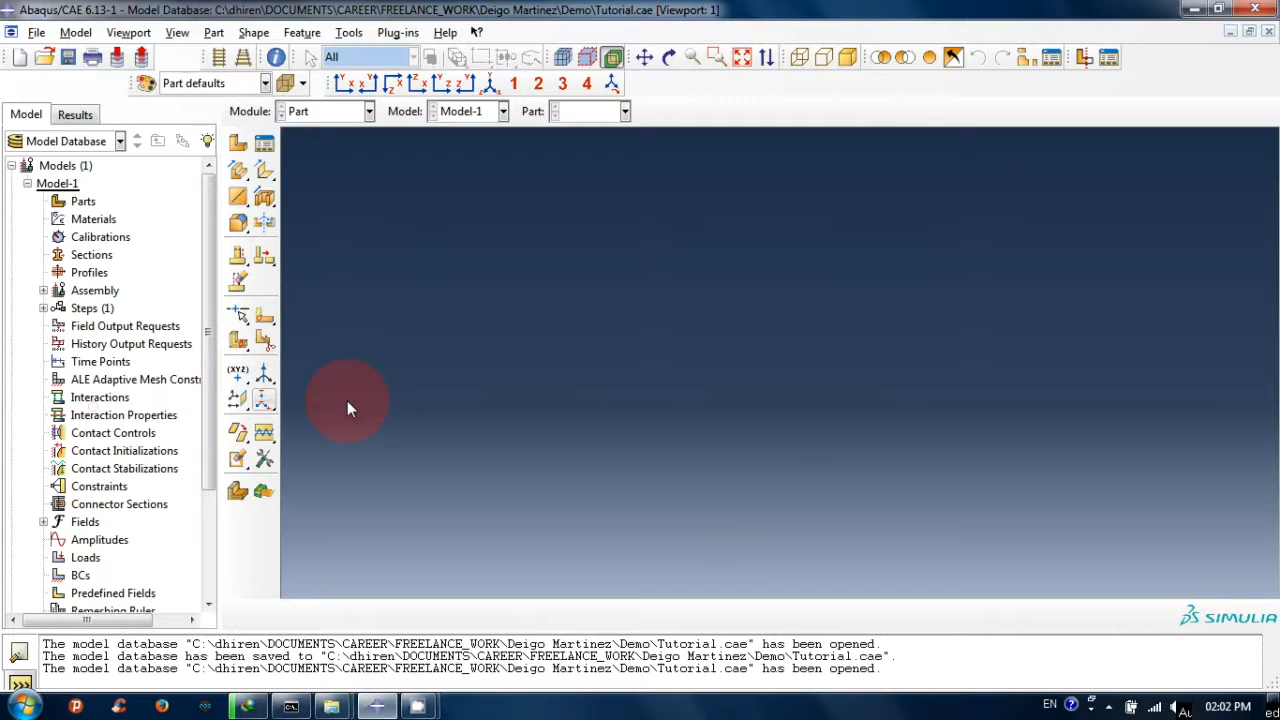 Abaqus/CAE 6.13-1 - Model Database: C:\dhiren\DOCUMENTS\CAREER\FREELANCE_WORK\Deigo Martinez\Demo\Tutorial.cae [Viewport: 1]
File Model Viewport View Part Shape Feature Tools Plug-ins Help
All
Part defaults
1 2 3 4
Model Results Module: Part Model: Model-1 Part:
Model Database
Models (1)
Model-1
Parts
Materials
Calibrations
Sections
Profiles
Assembly
Steps (1)
Field Output Requests
History Output Requests
Time Points
(XYZ)
ALE Adaptive Mesh Constr
Interactions
Interaction Properties
Contact Controls
Contact Initializations
Contact Stabilizations
Constraints
Connector Sections
Fields
Amplitudes
Loads
BCs
Predefined Fields
Remeshing Rules
SIMULIA
The model database "C:\dhiren\DOCUMENTS\CAREER\FREELANCE_WORK\Deigo Martinez\Demo\Tutorial.cae" has been opened.
The model database has been saved to "C:\dhiren\DOCUMENTS\CAREER\FREELANCE_WORK\Deigo Martinez\Demo\Tutorial.cae".
The model database "C:\dhiren\DOCUMENTS\CAREER\FREELANCE_WORK\Deigo Martinez\Demo\Tutorial.cae" has been opened.
>>>
EN 02:02 PM